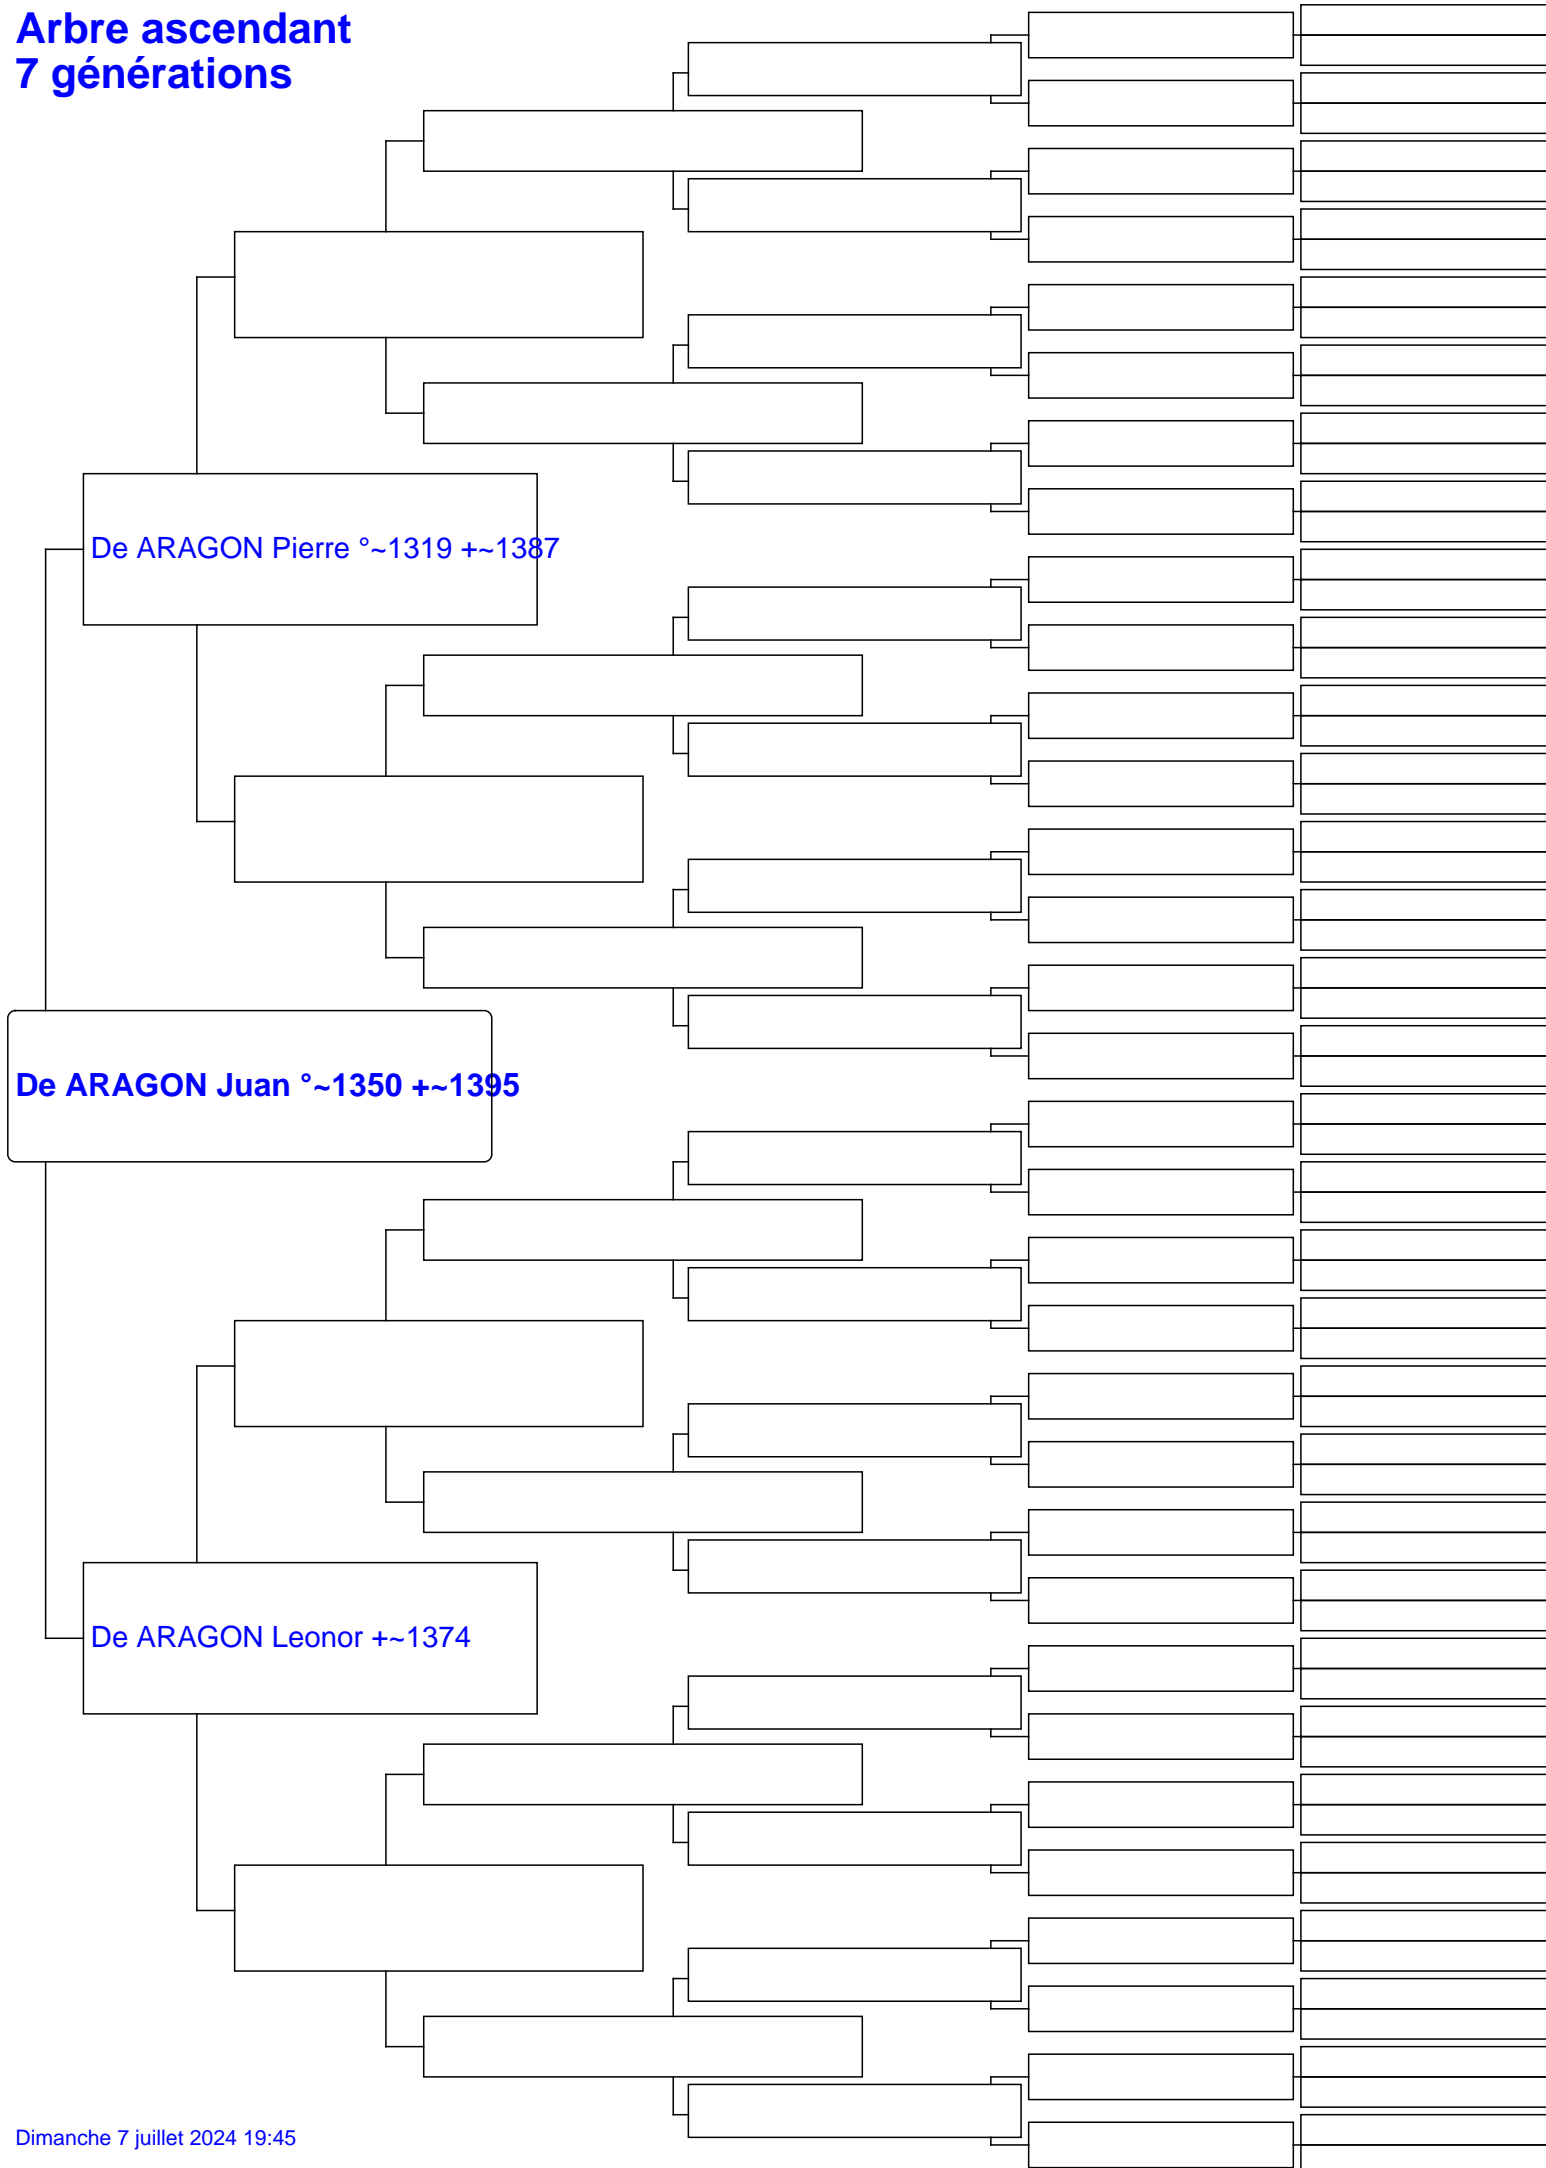 Arbre ascendant
7 générations
De ARAGON Pierre °~1319 +~1387
De ARAGON Juan °~1350 +~1395
De ARAGON Leonor +~1374
Dimanche 7 juillet 2024 19:45